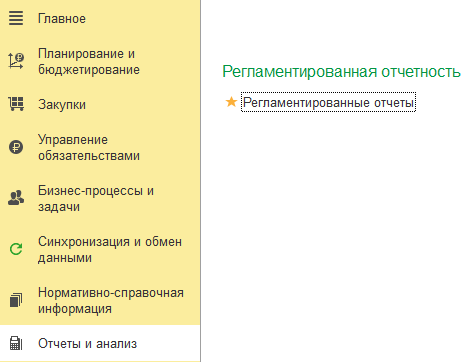 Главное
Планирование и
бюджетирование
Закупки
Управление
обязательствами
Бизнес-процессы и
задачи
Синхронизация и обмен
данными
Нормативно-справочная
информация
Отчеты и анализ
Регламентированная отчетность
Регламентированные отчеты